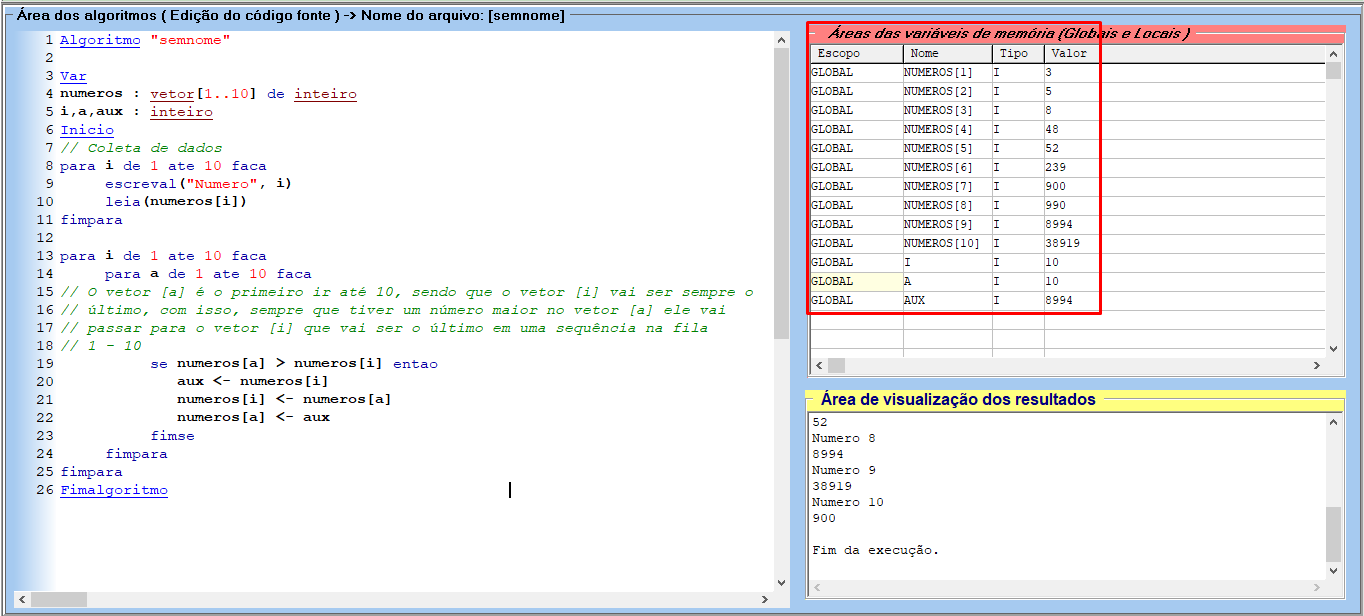 Área dos algoritmos ( Edição do código fonte ) -> Nome do arquivo: [semnome]
1 Algoritmo "semnome"
2
3 Var
4 numeros : vetor[1..10] de inteiro
5 i,a,aux : inteiro
6 Inicio
7 // Coleta de dados
8 para i de 1 ate 10 faca
9 escreval("Numero", i)
10 leia(numeros[i])
11 fimpara
12
13 para i de 1 ate 10 faca
14 para a de 1 ate 10 faca
15 // O vetor [a] é o primeiro ir até 10, sendo que o vetor [i] vai ser sempre o
16 // último, com isso, sempre que tiver um número maior no vetor [a] ele vai
17 // passar para o vetor [i] que vai ser o último em uma sequência na fila
18 // 1 - 10
19 se numeros[a] > numeros[i] entao
20 aux <- numeros[i]
21 numeros[i] <- numeros[a]
22 numeros[a] <- aux
23 fimse
24 fimpara
25 fimpara
26 Fimalgoritmo
Áreas das variáveis de memória (Globais e Locais )
Escopo Nome Tipo Valor
GLOBAL NUMEROS[1] I 3
GLOBAL NUMEROS[2] I 5
GLOBAL NUMEROS[3] I 8
GLOBAL NUMEROS[4] I 48
GLOBAL NUMEROS[5] I 52
GLOBAL NUMEROS[6] I 239
GLOBAL NUMEROS[7] I 900
GLOBAL NUMEROS[8] I 990
GLOBAL NUMEROS[9] I 8994
GLOBAL NUMEROS[10] I 38919
GLOBAL I I 10
GLOBAL A I 10
GLOBAL AUX I 8994
Área de visualização dos resultados
52
Numero 8
8994
Numero 9
38919
Numero 10
900
Fim da execução.